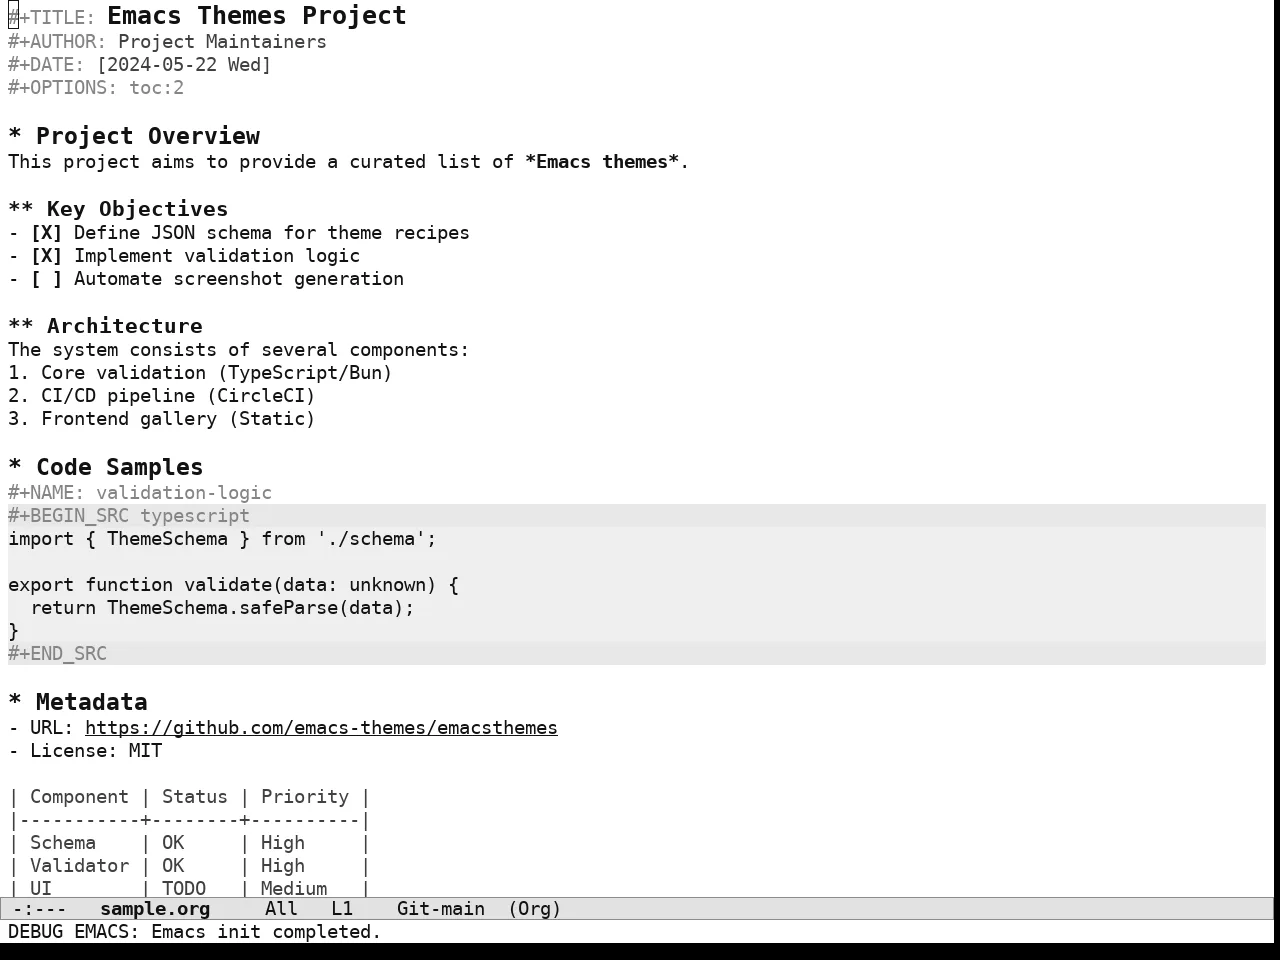 #+TITLE: Emacs Themes Project
#+AUTHOR: Project Maintainers
#+DATE: [2024-05-22 Wed]
#+OPTIONS: toc:2
* Project Overview
This project aims to provide a curated list of *Emacs themes*.
** Key Objectives
- [X] Define JSON schema for theme recipes
- [X] Implement validation logic
- [ ] Automate screenshot generation
** Architecture
The system consists of several components:
1. Core validation (TypeScript/Bun)
2. CI/CD pipeline (CircleCI)
3. Frontend gallery (Static)
* Code Samples
#+NAME: validation-logic
#+BEGIN_SRC typescript
import { ThemeSchema } from './schema';
export function validate(data: unknown) {
  return ThemeSchema.safeParse(data);
}
#+END_SRC
* Metadata
- URL: https://github.com/emacs-themes/emacsthemes
- License: MIT
| Component | Status | Priority |
|-----------+--------+----------|
| Schema    | OK     | High     |
| Validator | OK     | High     |
| UI        | TODO   | Medium   |
-:---   sample.org     All   L1    Git-main  (Org)
DEBUG EMACS: Emacs init completed.